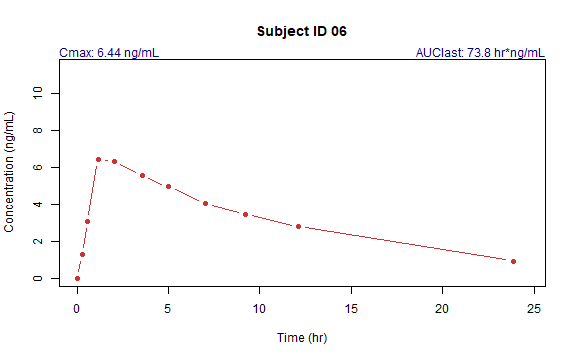 Subject ID 06
Cmax: 6.44 ng/mL AUClast: 73.8 hr*ng/mL
Concentration (ng/mL)
10
8
6
4
2
0
0 5 10 15 20 25
Time (hr)